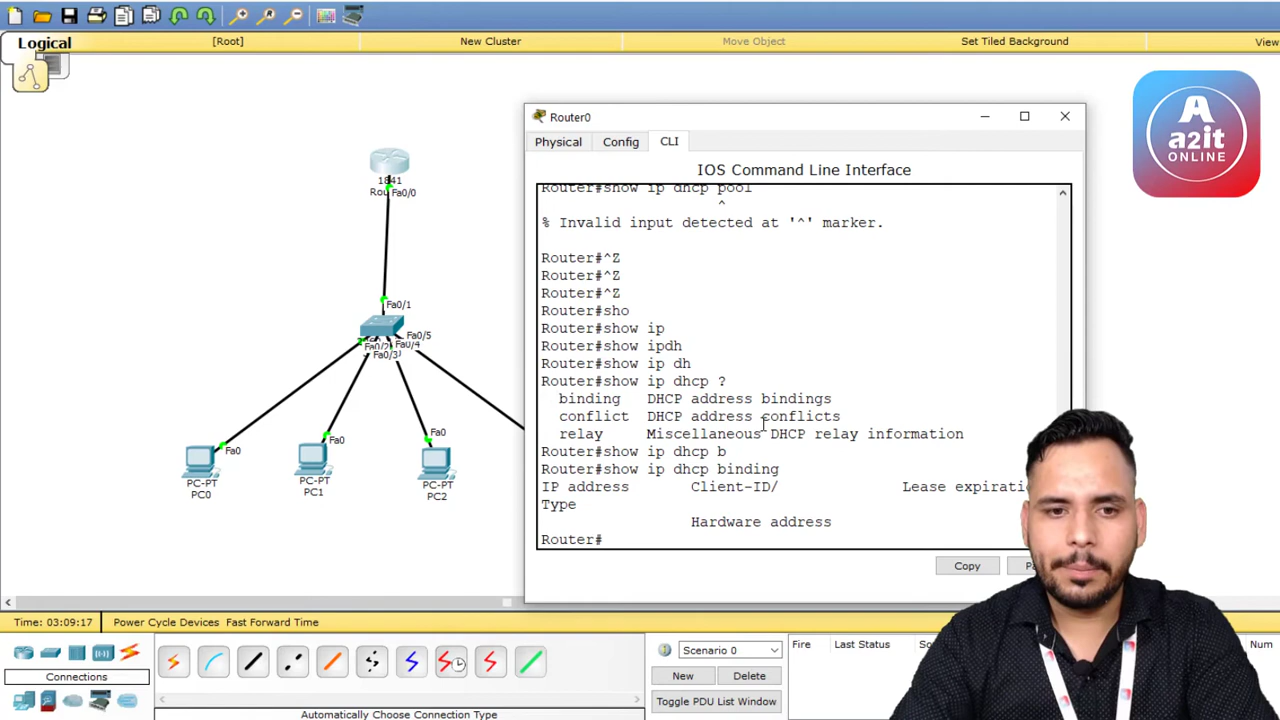 Logical
[Root]
New Cluster
Move Object
Set Tiled Background
View
A
a2it
ONLINE
Router0
Physical
Config
CLI
IOS Command Line Interface
Router#show ip dhcp pool
^
% Invalid input detected at '^' marker.
Router#^Z
Router#^Z
Router#^Z
Router#sho
Router#show ip
Router#show ipdh
Router#show ip dh
Router#show ip dhcp ?
binding DHCP address bindings
conflict DHCP address conflicts
relay Miscellaneous DHCP relay information
Router#show ip dhcp b
Router#show ip dhcp binding
IP address Client-ID/ Lease expiratio
Type
Hardware address
Router#
Copy
1841
Fa0/0
Fa0/1
Fa0/5
Fa0/4
Fa0/2
Fa0/3
Fa0
Fa0
Fa0
PC-PT
PC0
PC-PT
PC1
PC-PT
PC2
Time: 03:09:17
Power Cycle Devices Fast Forward Time
Connections
Automatically Choose Connection Type
Scenario 0
New
Delete
Toggle PDU List Window
Fire
Last Status
Num